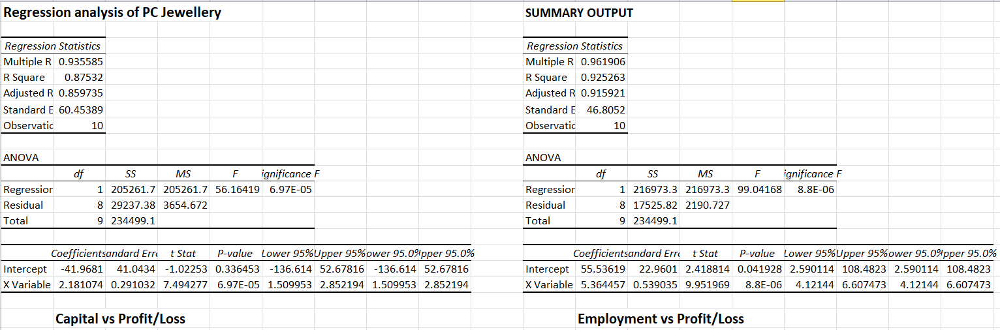 Regression analysis of PC Jewellery
Regression Statistics
Multiple R 0.935585
R Square 0.87532
Adjusted R 0.859735
Standard E 60.45389
Observatic 10
ANOVA
df SS MS F ignificance F
Regression 1 205261.7 205261.7 56.16419 6.97E-05
Residual 8 29237.38 3654.672
Total 9 234499.1
Coefficients andard Erro t Stat P-value Lower 95% Upper 95% ower 95.0% Upper 95.0%
Intercept -41.9681 41.0434 -1.02253 0.336453 -136.614 52.67816 -136.614 52.67816
X Variable 2.181074 0.291032 7.494277 6.97E-05 1.509953 2.852194 1.509953 2.852194
Capital vs Profit/Loss
SUMMARY OUTPUT
Regression Statistics
Multiple R 0.961906
R Square 0.925263
Adjusted R 0.915921
Standard E 46.8052
Observatic 10
ANOVA
df SS MS F ignificance F
Regression 1 216973.3 216973.3 99.04168 8.8E-06
Residual 8 17525.82 2190.727
Total 9 234499.1
Coefficients andard Erro t Stat P-value Lower 95% Upper 95% ower 95.0% Upper 95.0%
Intercept 55.53619 22.9601 2.418814 0.041928 2.590114 108.4823 2.590114 108.4823
X Variable 5.364457 0.539035 9.951969 8.8E-06 4.12144 6.607473 4.12144 6.607473
Employment vs Profit/Loss